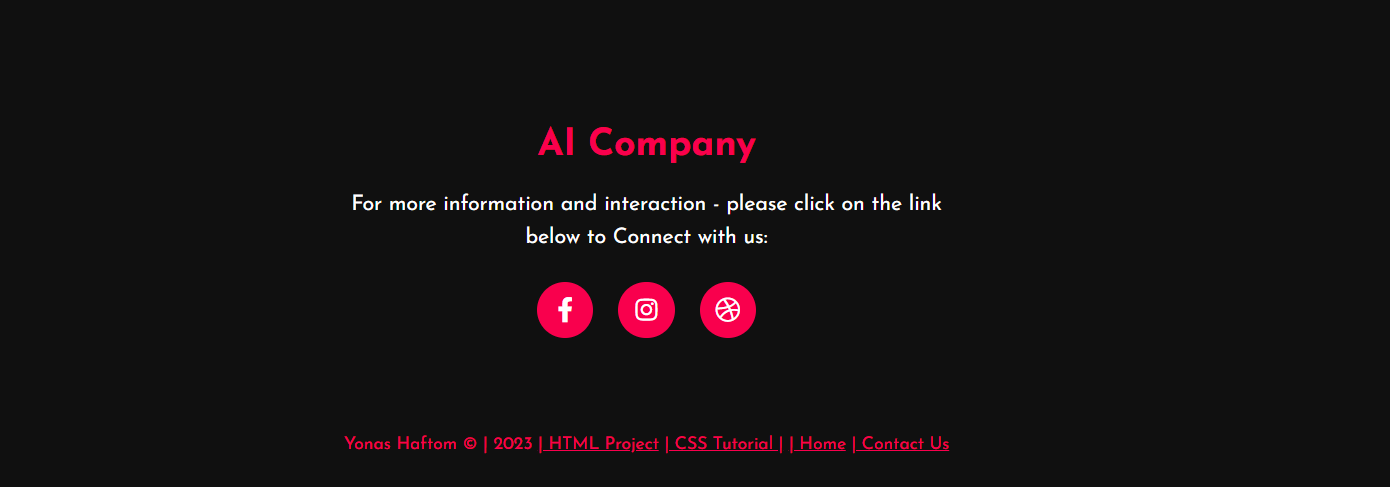 AI Company
For more information and interaction - please click on the link
below to Connect with us:
Yonas Haftom © | 2023 | HTML Project | CSS Tutorial | | Home | Contact Us